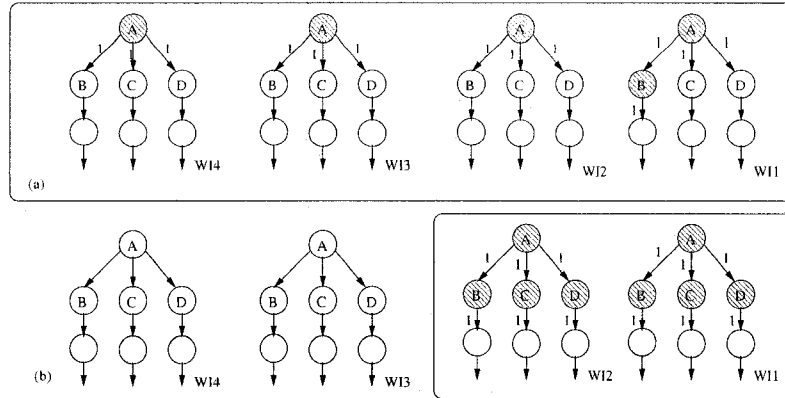 A A A A
1 1 1 1 1 1 1 1 1 1 1 1
B C D B C D B C D B C D
1
WI4 WI3 WI2 WI1
(a)
A A A A
1 1 1 1 1 1
B C D B C D B C D B C D
1 1 1 1 1 1
(b) WI4 WI3 WI2 WI1